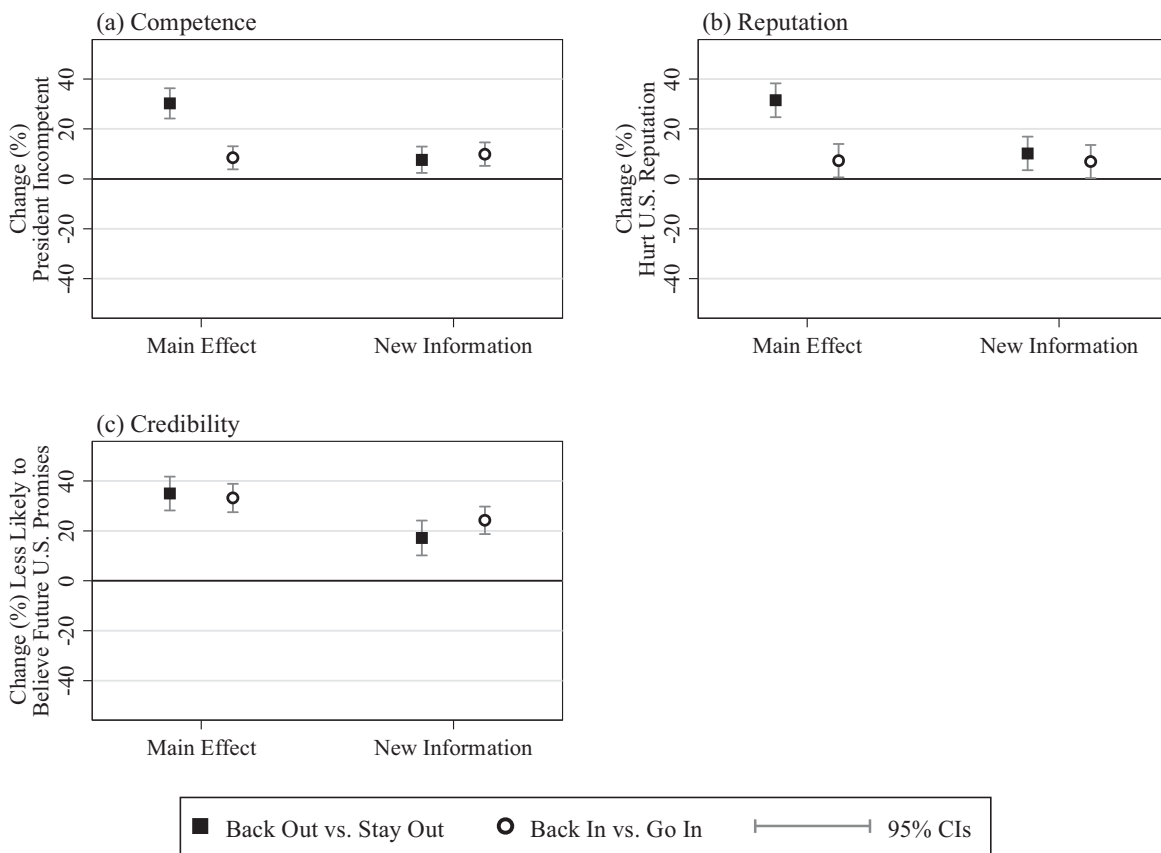 (a) Competence
Change (%)
President Incompetent
40
20
0
-20
-40
Main Effect
New Information
(b) Reputation
Change (%)
Hurt U.S. Reputation
40
20
0
-20
-40
Main Effect
New Information
(c) Credibility
Change (%) Less Likely to
Believe Future U.S. Promises
40
20
0
-20
-40
Main Effect
New Information
Back Out vs. Stay Out
Back In vs. Go In
95% CIs